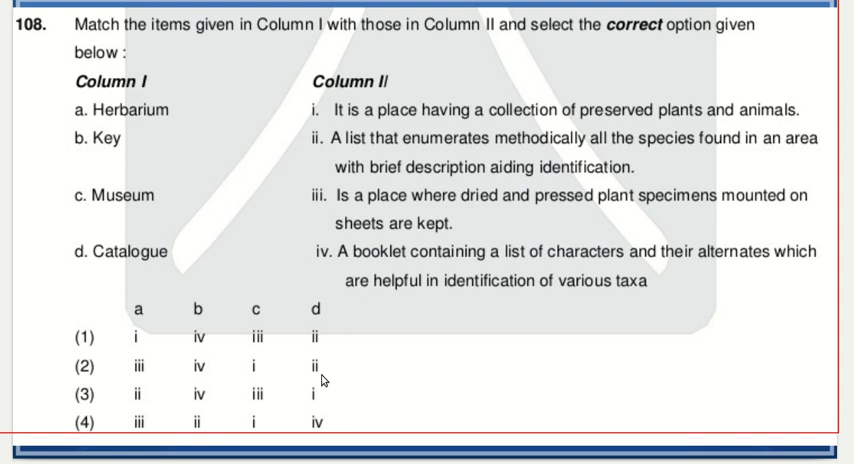 108. Match the items given in Column I with those in Column II and select the correct option given
below :
Column I Column II
a. Herbarium i. It is a place having a collection of preserved plants and animals.
b. Key ii. A list that enumerates methodically all the species found in an area
with brief description aiding identification.
c. Museum iii. Is a place where dried and pressed plant specimens mounted on
sheets are kept.
d. Catalogue iv. A booklet containing a list of characters and their alternates which
are helpful in identification of various taxa
a b c d
(1) i iv iii ii
(2) iii iv i ii
(3) ii iv iii i
(4) iii ii i iv